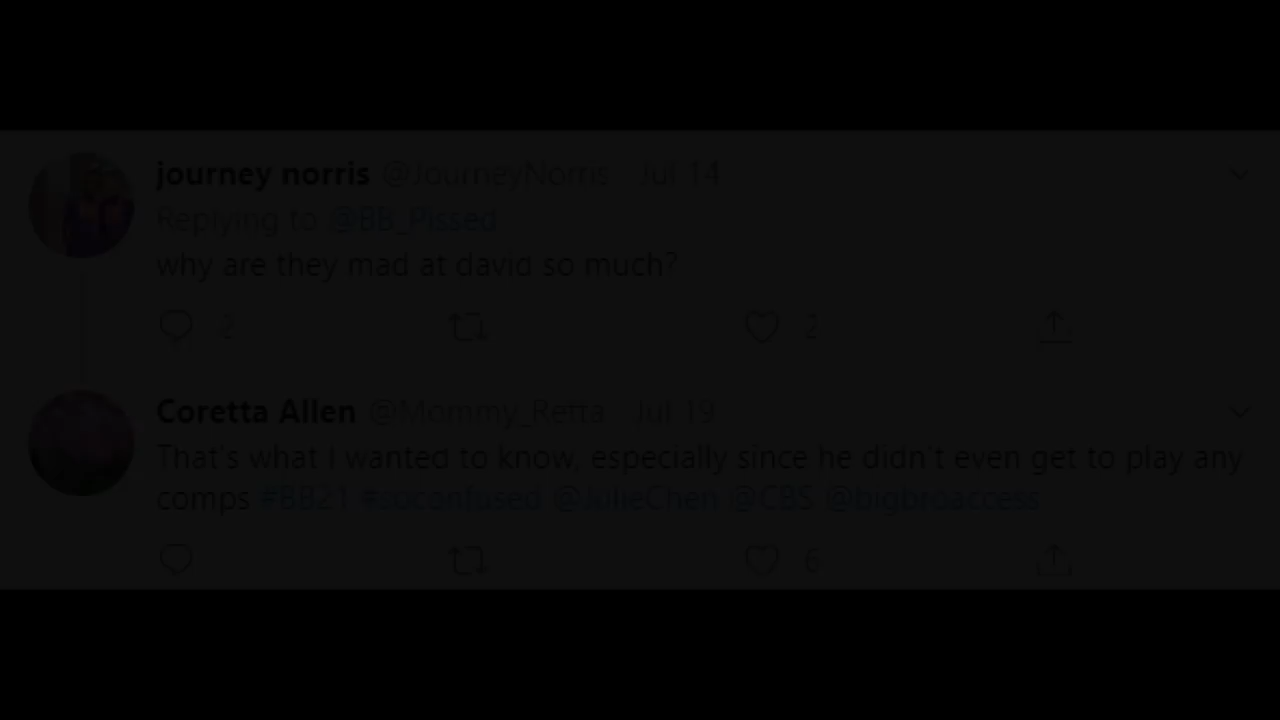 journey norris @JourneyNorris · Jul 14
Replying to @BB_Pissed
why are they mad at david so much?
2 2
Coretta Allen @Mommy_Retta · Jul 19
That's what I wanted to know, especially since he didn't even get to play any
comps #BB21 #soconfused @JulieChen @CBS @bigbroaccess
6